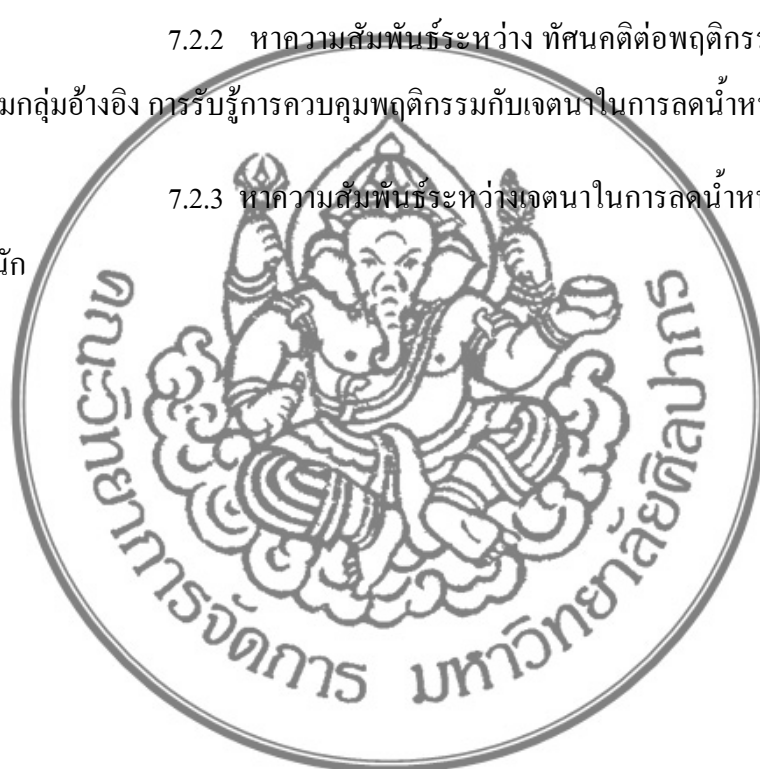 7.2.2 หาความสัมพันธ์ระหว่าง ทัศนคติต่อพฤติกรร
มกลุ่มอ้างอิง การรับรู้การควบคุมพฤติกรรมกับเจตนาในการลดน้ำห
7.2.3 หาความสัมพันธ์ระหว่างเจตนาในการลดน้ำห
นัก
คณะวิทยาการจัดการ มหาวิทยาลัยศิลปากร